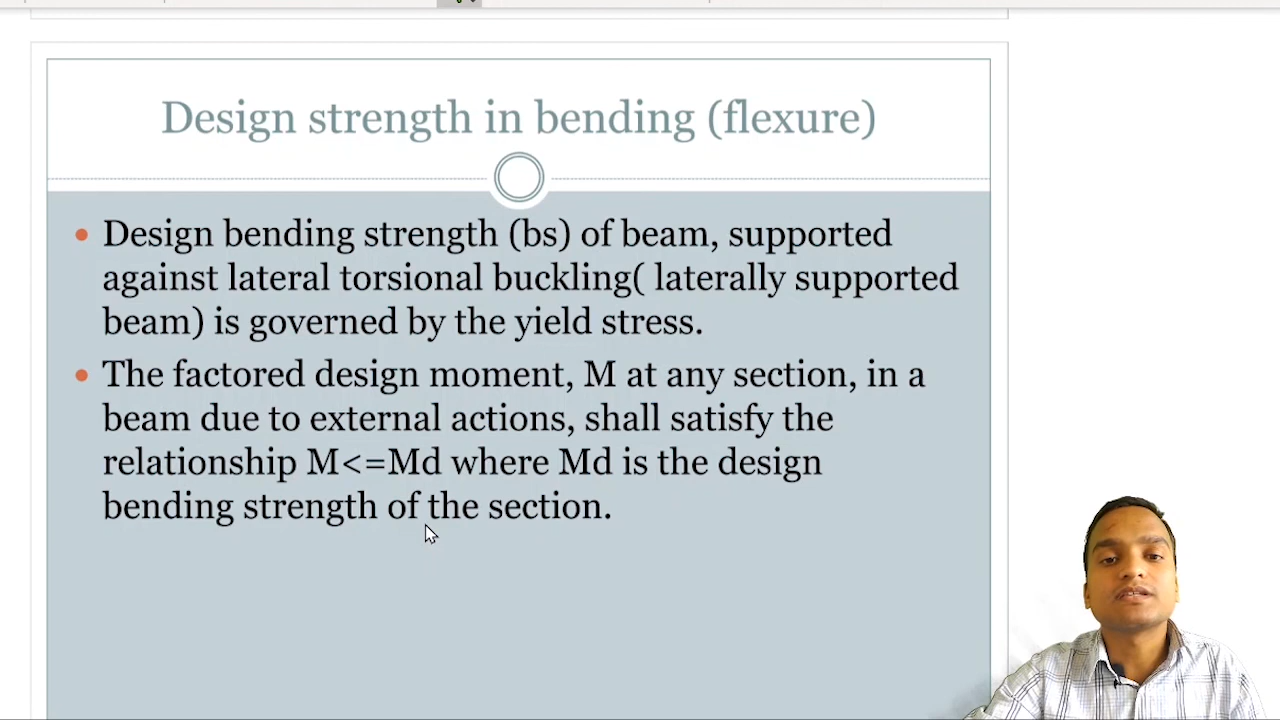 Design strength in bending (flexure)
Design bending strength (bs) of beam, supported
against lateral torsional buckling( laterally supported
beam) is governed by the yield stress.
The factored design moment, M at any section, in a
beam due to external actions, shall satisfy the
relationship M<=Md where Md is the design
bending strength of the section.